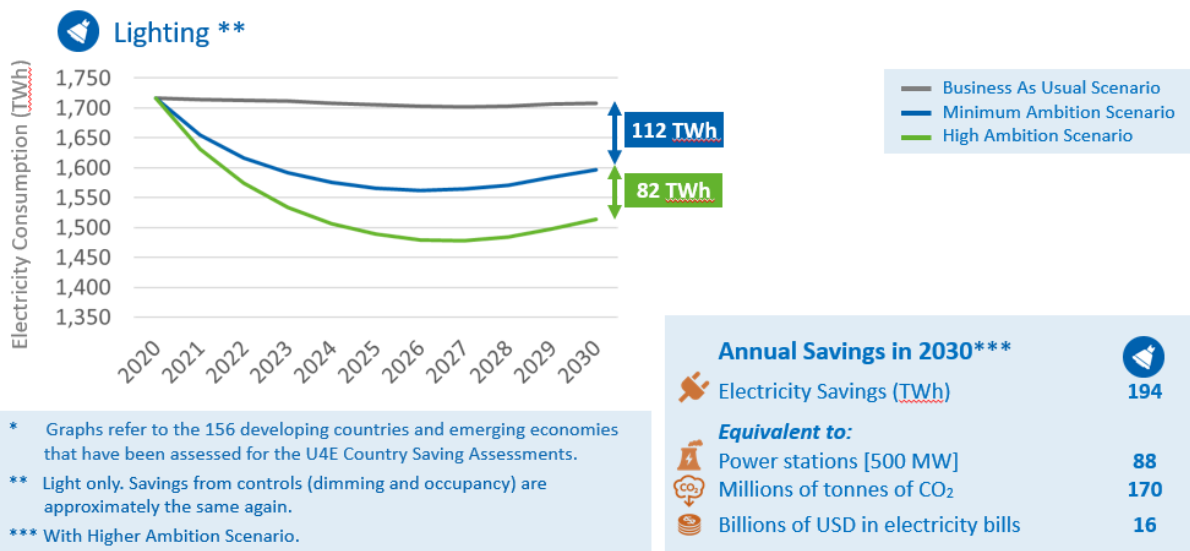 Lighting **
Electricity Consumption (TWh)
1,750
1,700
1,650
1,600
1,550
1,500
1,450
1,400
1,350
2020
2021
2022
2023
2024
2025
2026
2027
2028
2029
2030
112 TWh
82 TWh
Business As Usual Scenario
Minimum Ambition Scenario
High Ambition Scenario
* Graphs refer to the 156 developing countries and emerging economies
that have been assessed for the U4E Country Saving Assessments.
** Light only. Savings from controls (dimming and occupancy) are
approximately the same again.
*** With Higher Ambition Scenario.
Annual Savings in 2030***
Electricity Savings (TWh) 194
Equivalent to:
Power stations [500 MW] 88
CO₂
Millions of tonnes of CO₂ 170
Billions of USD in electricity bills 16